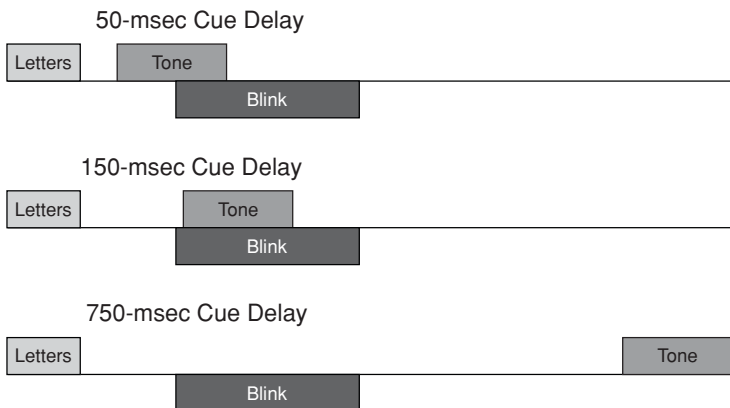 50-msec Cue Delay
Letters Tone
Blink
150-msec Cue Delay
Letters Tone
Blink
750-msec Cue Delay
Letters Tone
Blink